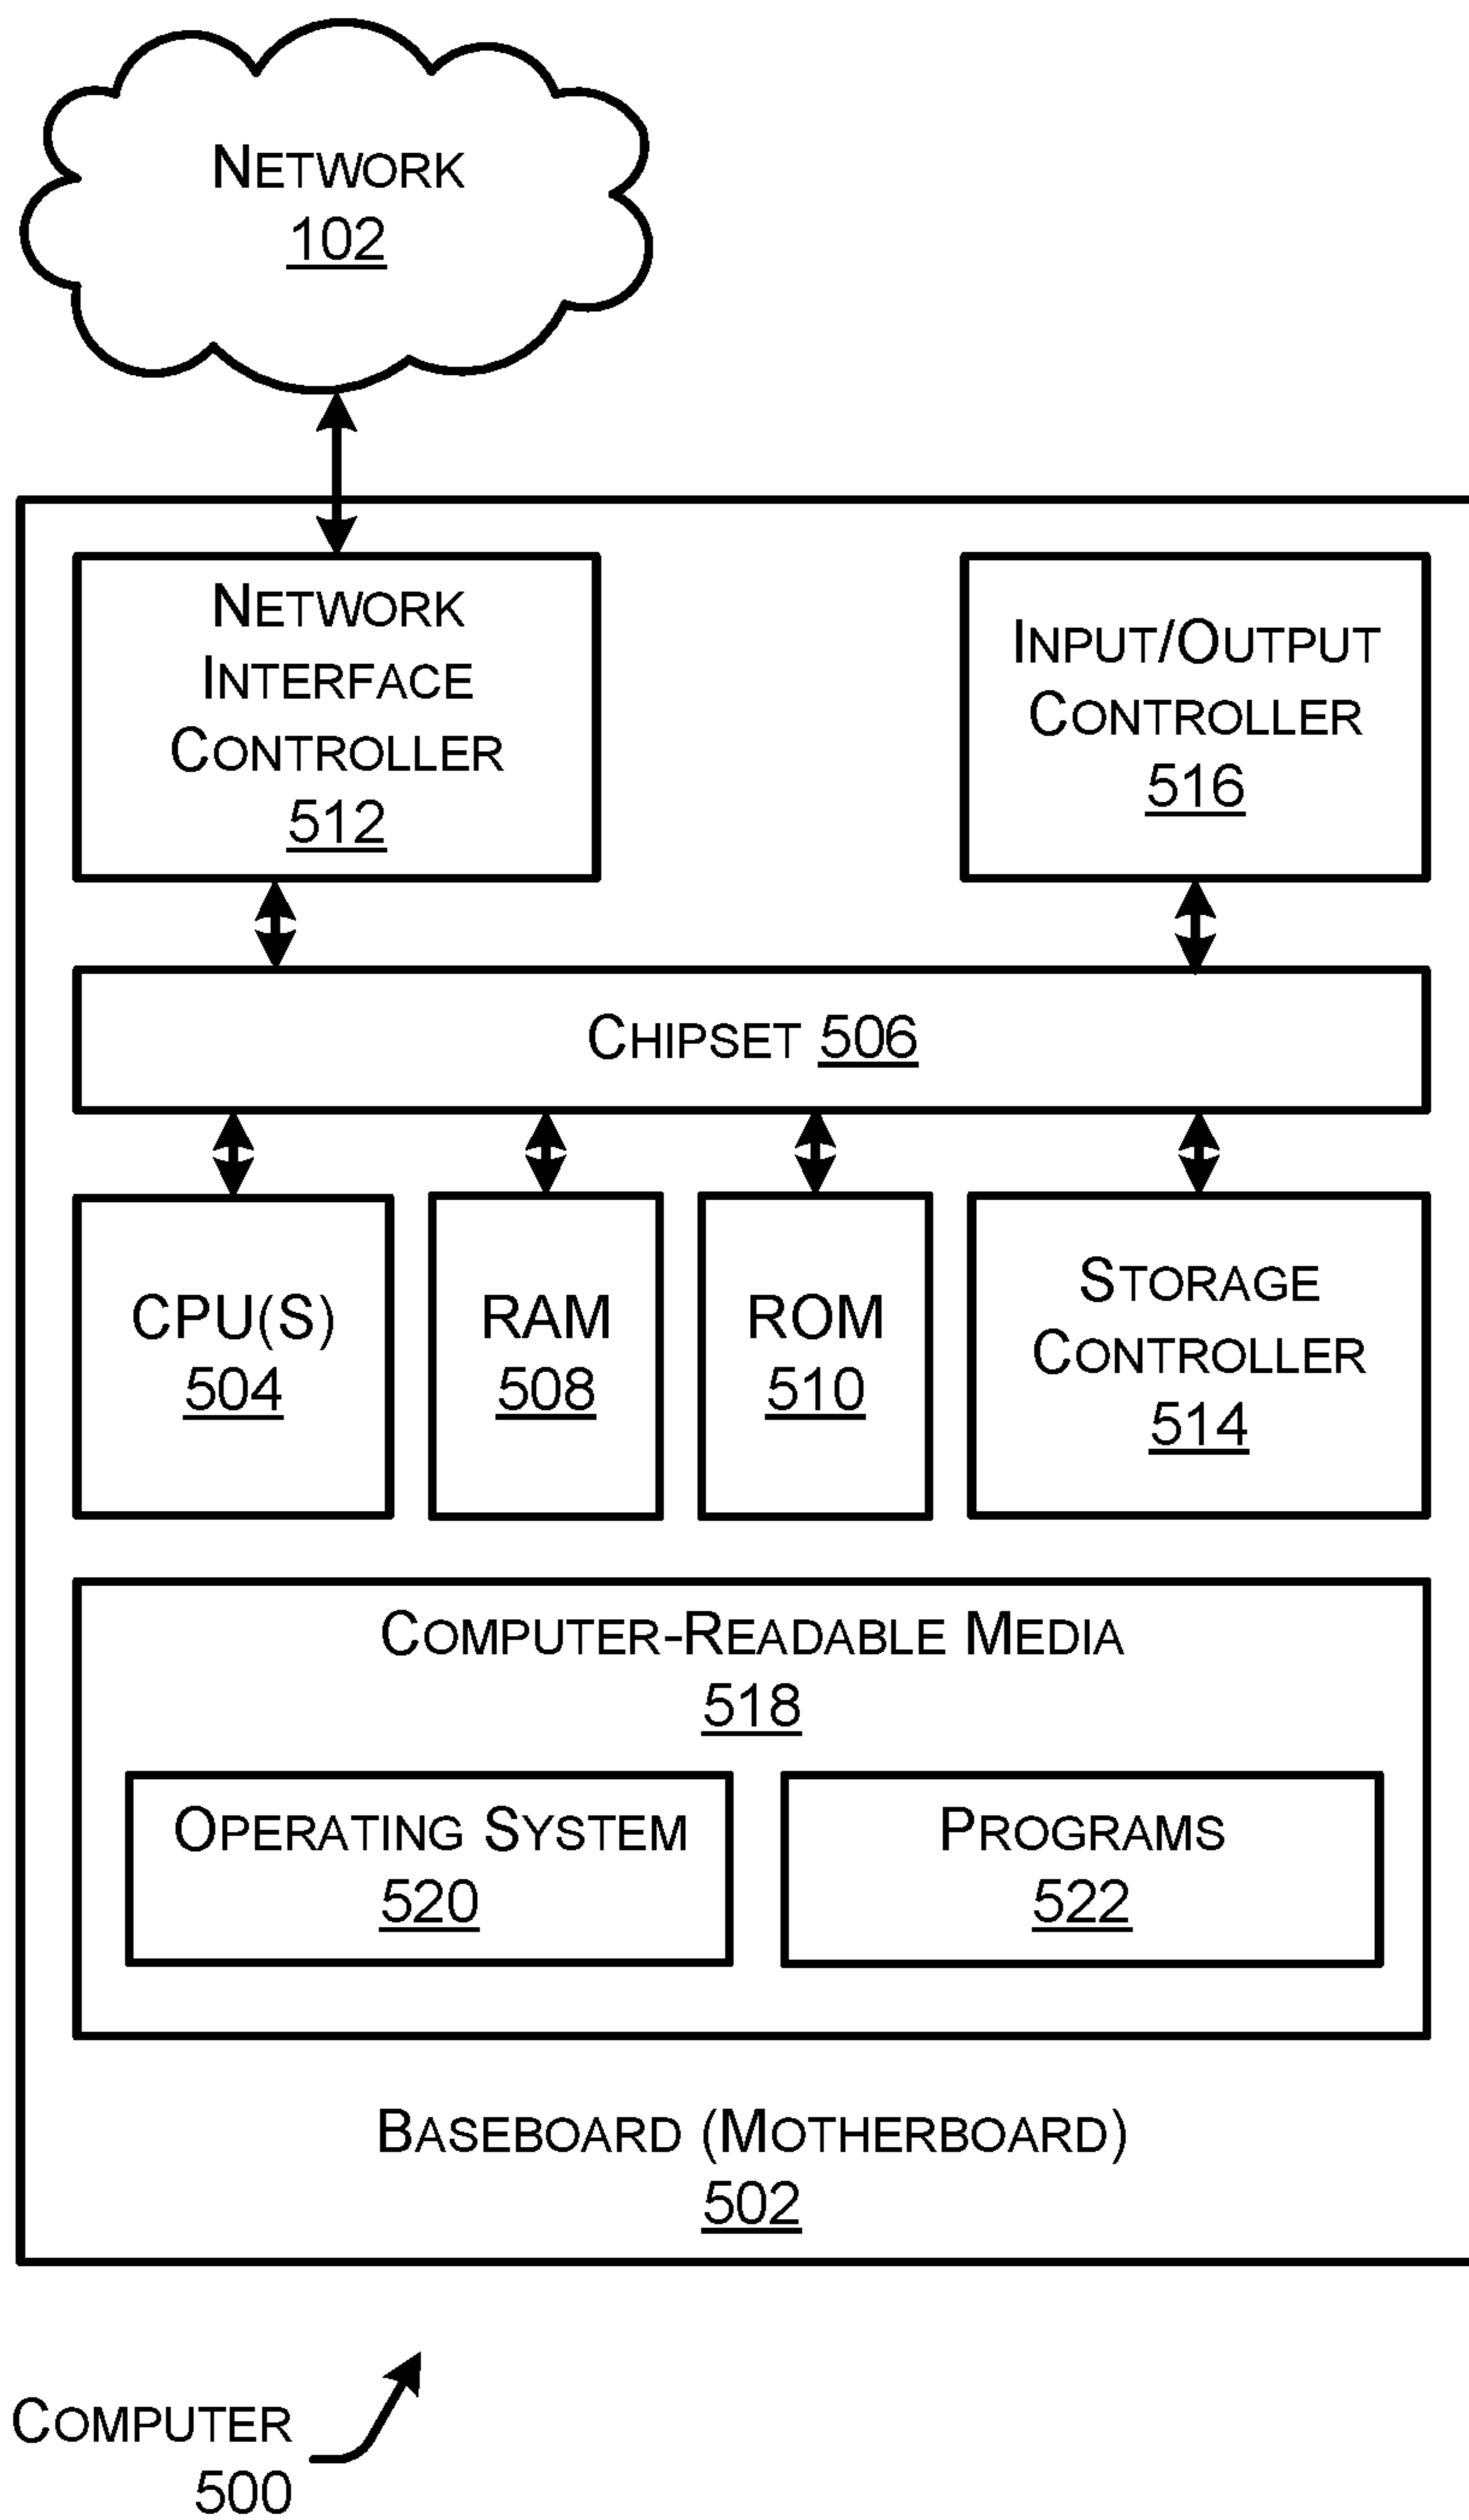 NETWORK
102
NETWORK
INTERFACE
CONTROLLER
512
INPUT/OUTPUT
CONTROLLER
516
CHIPSET 506
CPU(S)
504
RAM
508
ROM
510
STORAGE
CONTROLLER
514
COMPUTER-READABLE MEDIA
518
OPERATING SYSTEM
520
PROGRAMS
522
BASEBOARD (MOTHERBOARD)
502
COMPUTER
500